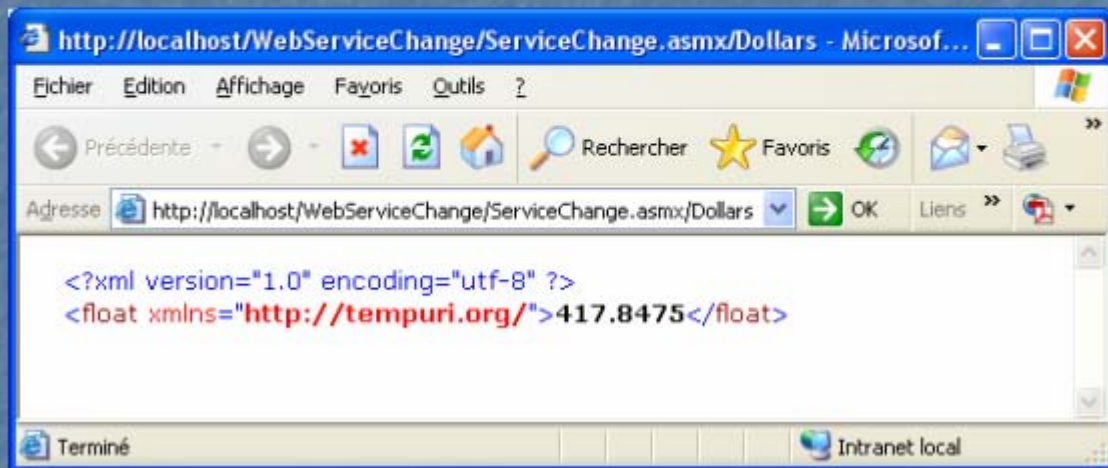 http://localhost/WebServiceChange/ServiceChange.asmx/Dollars - Microsof...
Fichier Edition Affichage Favoris Outils ?
Précédente Rechercher Favoris »
Adresse http://localhost/WebServiceChange/ServiceChange.asmx/Dollars OK Liens »
<?xml version="1.0" encoding="utf-8" ?>
<float xmlns="http://tempuri.org/">417.8475</float>
Terminé Intranet local